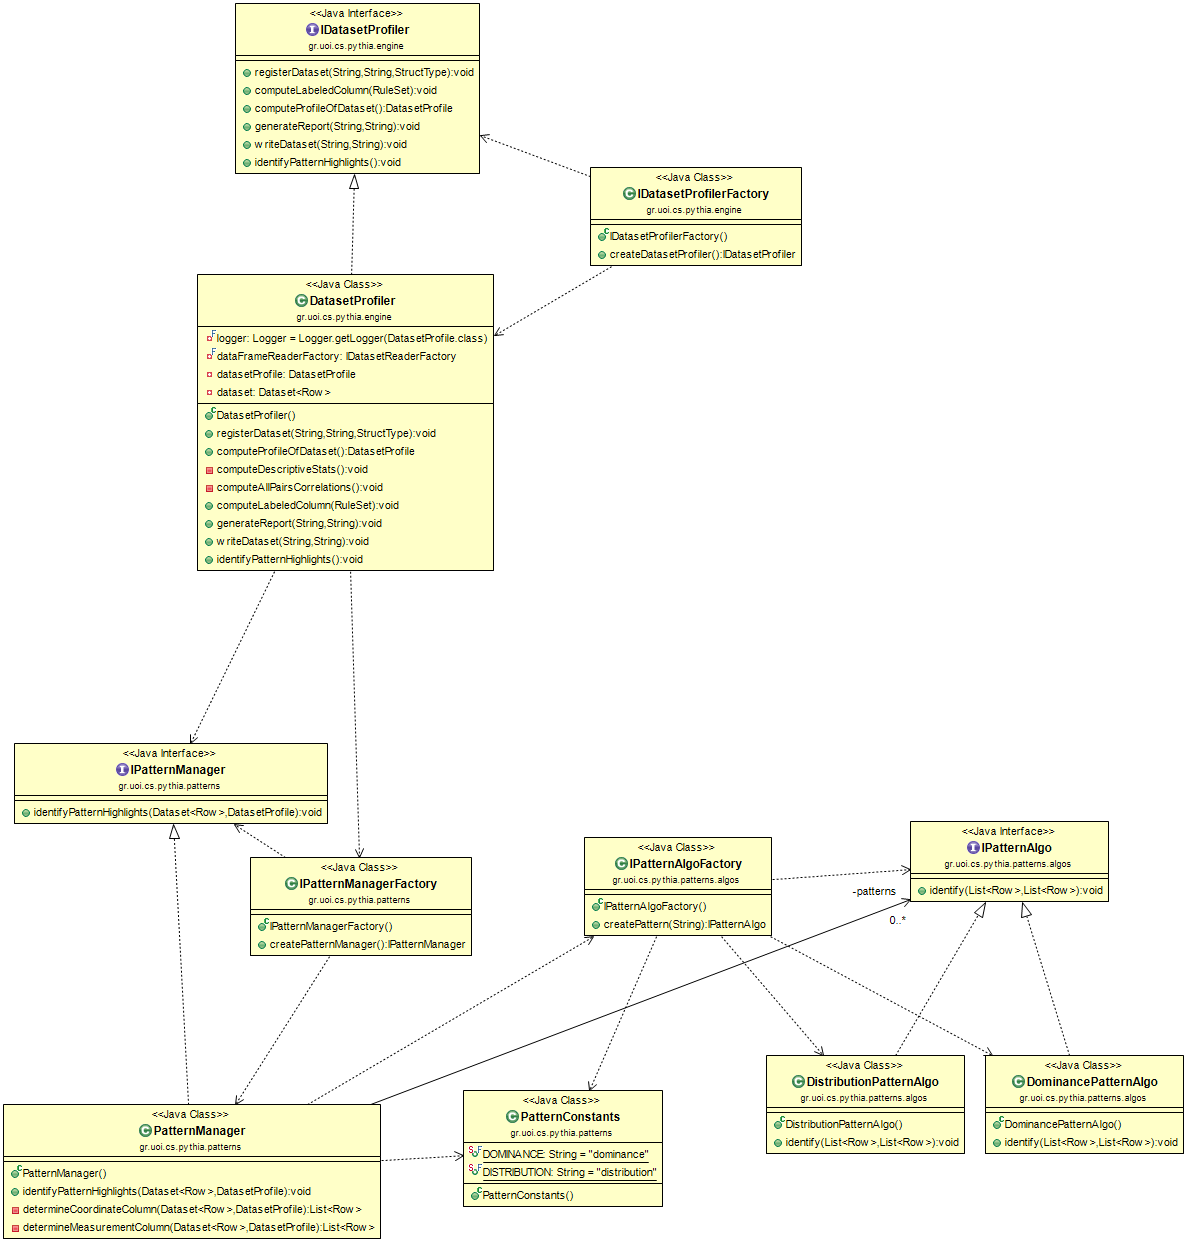 <<Java Interface>>
IDatasetProfiler
gr.uoi.cs.pythia.engine
registerDataset(String,String,StructType):void
computeLabeledColumn(RuleSet):void
computeProfileOfDataset():DatasetProfile
generateReport(String,String):void
writeDataset(String,String):void
identifyPatternHighlights():void
<<Java Class>>
IDatasetProfilerFactory
gr.uoi.cs.pythia.engine
IDatasetProfilerFactory()
createDatasetProfiler():IDatasetProfiler
<<Java Class>>
DatasetProfiler
gr.uoi.cs.pythia.engine
logger: Logger = Logger.getLogger(DatasetProfile.class)
dataFrameReaderFactory: IDatasetReaderFactory
datasetProfile: DatasetProfile
dataset: Dataset<Row>
DatasetProfiler()
registerDataset(String,String,StructType):void
computeProfileOfDataset():DatasetProfile
computeDescriptiveStats():void
computeAllPairsCorrelations():void
computeLabeledColumn(RuleSet):void
generateReport(String,String):void
writeDataset(String,String):void
identifyPatternHighlights():void
<<Java Interface>>
IPatternManager
gr.uoi.cs.pythia.patterns
identifyPatternHighlights(Dataset<Row>,DatasetProfile):void
<<Java Class>>
IPatternManagerFactory
gr.uoi.cs.pythia.patterns
IPatternManagerFactory()
createPatternManager():IPatternManager
<<Java Class>>
IPatternAlgoFactory
gr.uoi.cs.pythia.patterns.algos
IPatternAlgoFactory()
createPattern(String):IPatternAlgo
<<Java Interface>>
IPatternAlgo
gr.uoi.cs.pythia.patterns.algos
identify(List<Row>,List<Row>):void
-patterns
0..*
<<Java Class>>
DistributionPatternAlgo
gr.uoi.cs.pythia.patterns.algos
DistributionPatternAlgo()
identify(List<Row>,List<Row>):void
<<Java Class>>
DominancePatternAlgo
gr.uoi.cs.pythia.patterns.algos
DominancePatternAlgo()
identify(List<Row>,List<Row>):void
<<Java Class>>
PatternManager
gr.uoi.cs.pythia.patterns
PatternManager()
identifyPatternHighlights(Dataset<Row>,DatasetProfile):void
determineCoordinateColumn(Dataset<Row>,DatasetProfile):List<Row>
determineMeasurementColumn(Dataset<Row>,DatasetProfile):List<Row>
<<Java Class>>
PatternConstants
gr.uoi.cs.pythia.patterns
DOMINANCE: String = "dominance"
DISTRIBUTION: String = "distribution"
PatternConstants()